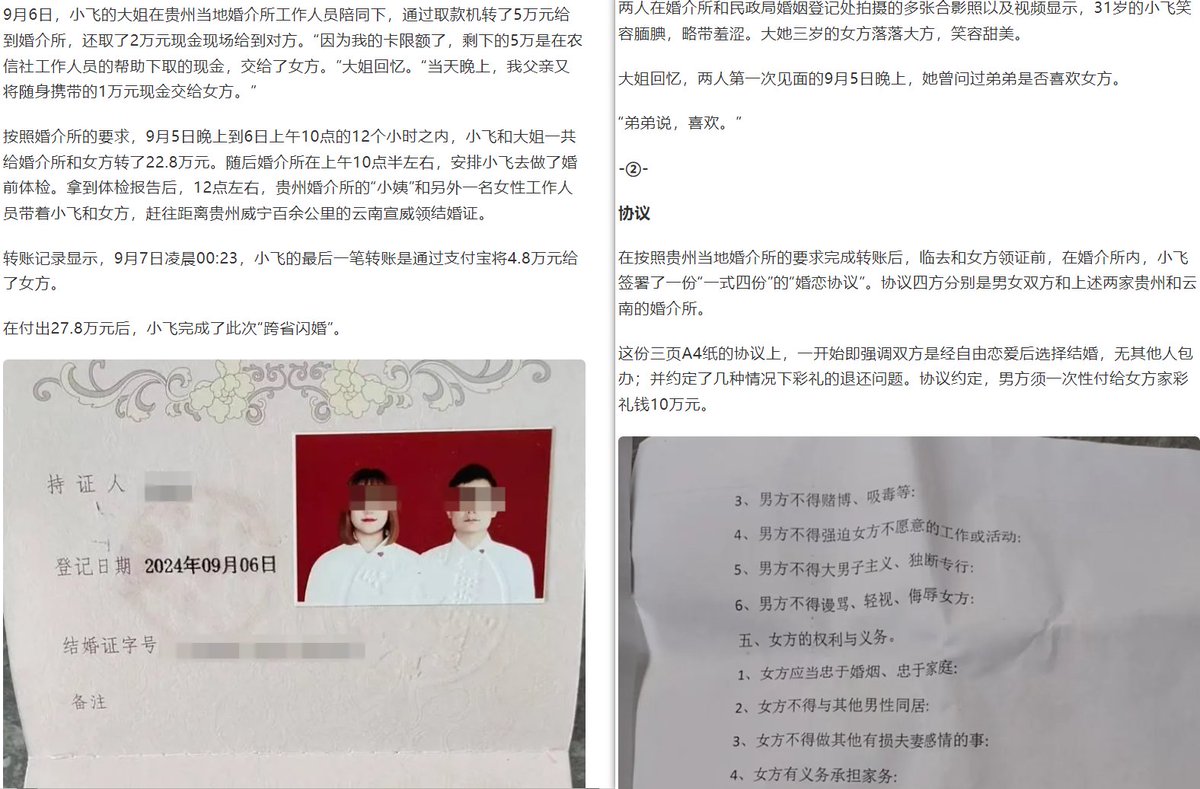 9月6日，小飞的大姐在贵州当地婚介所工作人员陪同下，通过取款机转了5万元给
到婚介所，还取了2万元现金现场给到对方。“因为我的卡限额了，剩下的5万是在农
信社工作人员的帮助下取的现金，交给了女方。”大姐回忆。“当天晚上，我父亲又
将随身携带的1万元现金交给女方。”
按照婚介所的要求，9月5日晚上到6日上午10点的12个小时之内，小飞和大姐一共
给婚介所和女方转了22.8万元。随后婚介所在上午10点半左右，安排小飞去做了婚
前体检。拿到体检报告后，12点左右，贵州婚介所的“小姨”和另外一名女性工作人
员带着小飞和女方，赶往距离贵州威宁百余公里的云南宣威领结婚证。
转账记录显示，9月7日凌晨00:23，小飞的最后一笔转账是通过支付宝将4.8万元给
了女方。
在付出27.8万元后，小飞完成了此次“跨省闪婚”。
持证人
登记日期 2024年09月06日
结婚证字号
备注
两人在婚介所和民政局婚姻登记处拍摄的多张合影照以及视频显示，31岁的小飞笑
容腼腆，略带羞涩。大她三岁的女方落落大方，笑容甜美。
大姐回忆，两人第一次见面的9月5日晚上，她曾问过弟弟是否喜欢女方。
“弟弟说，喜欢。”
-②-
协议
在按照贵州当地婚介所的要求完成转账后，临去和女方领证前，在婚介所内，小飞
签署了一份“一式四份”的“婚恋协议”。协议四方分别是男女双方和上述两家贵州和云
南的婚介所。
这份三页A4纸的协议上，一开始即强调双方是经自由恋爱后选择结婚，无其他人包
办；并约定了几种情况下彩礼的退还问题。协议约定，男方须一次性付给女方家彩
礼钱10万元。
3、男方不得赌博、吸毒等:
4、男方不得强迫女方不愿意的工作或活动:
5、男方不得大男子主义、独断专行:
6、男方不得谩骂、轻视、侮辱女方:
五、女方的权利与义务。
1、女方应当忠于婚烟、忠于家庭:
2、女方不得与其他男性同居:
3、女方不得做其他有损夫妻感情的事:
4、女方有义务承担家务: